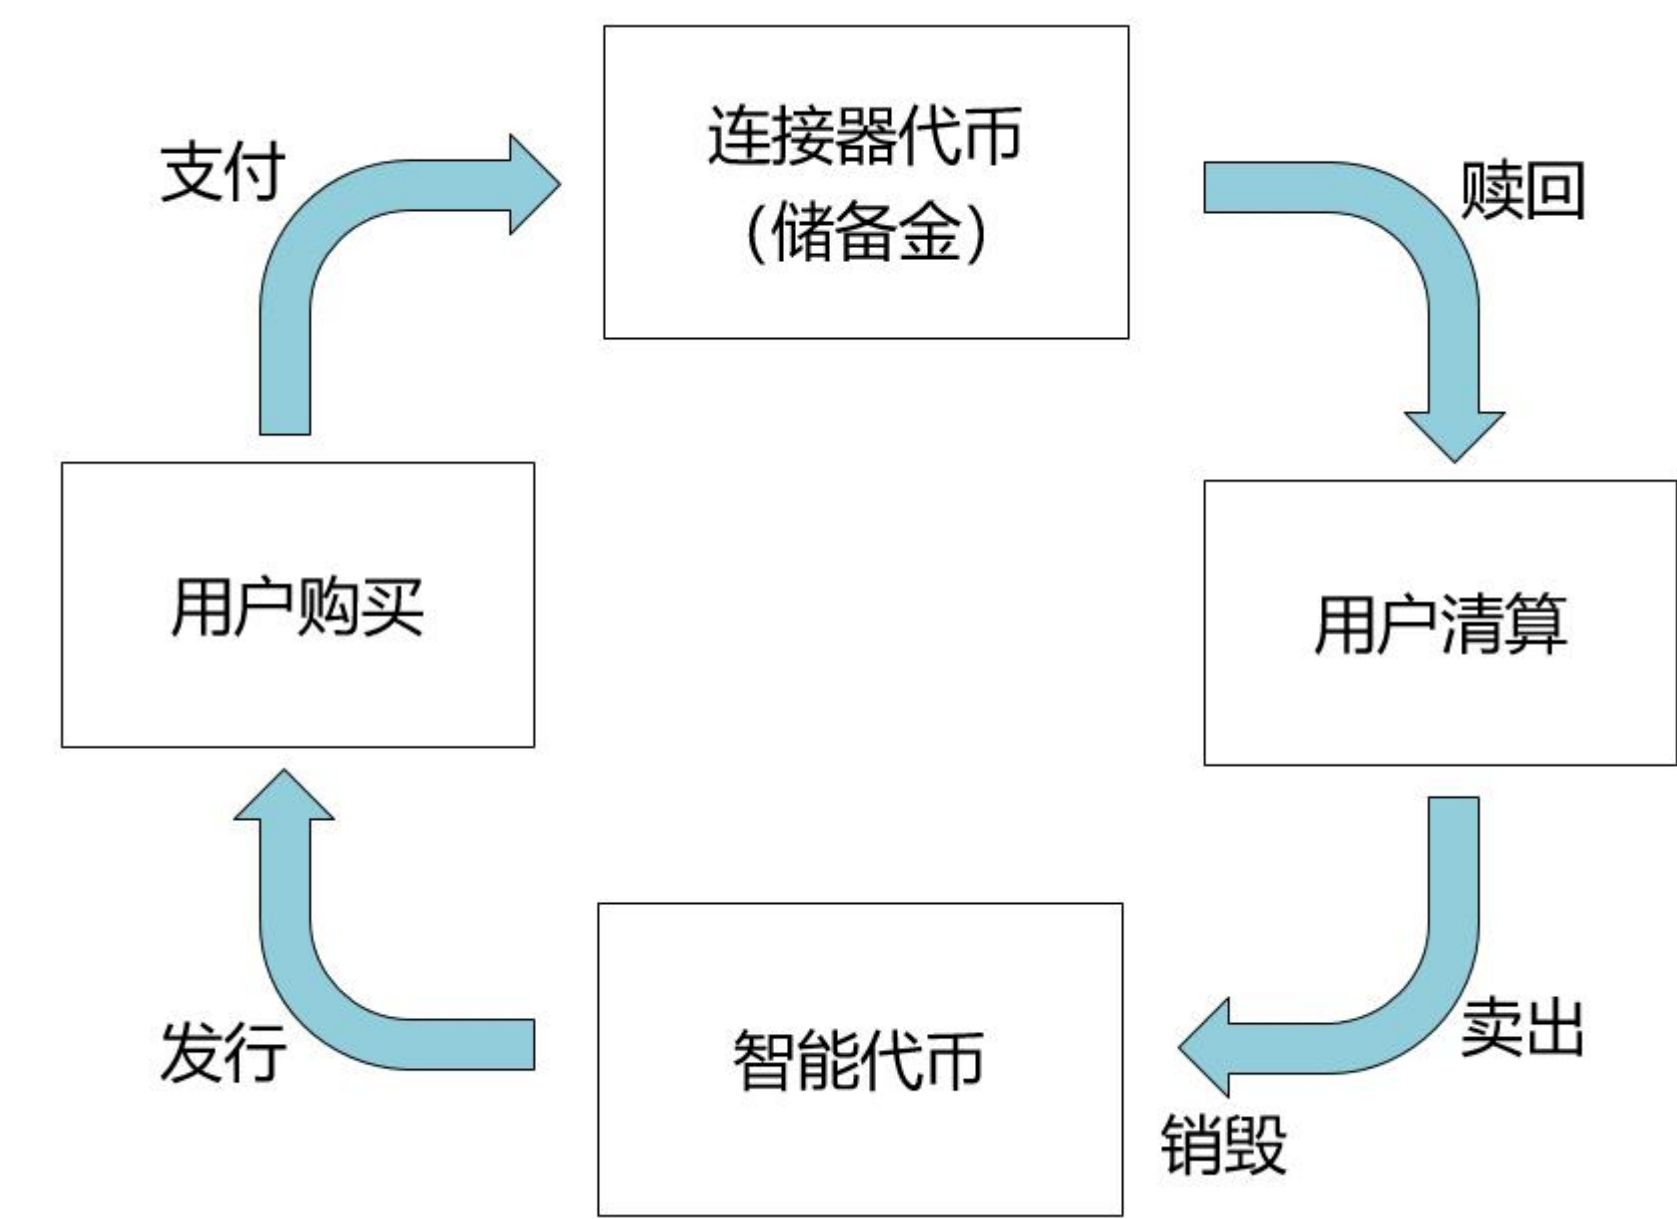 支付
连接器代币
（储备金）
赎回
用户购买
用户清算
发行
智能代币
卖出
销毁